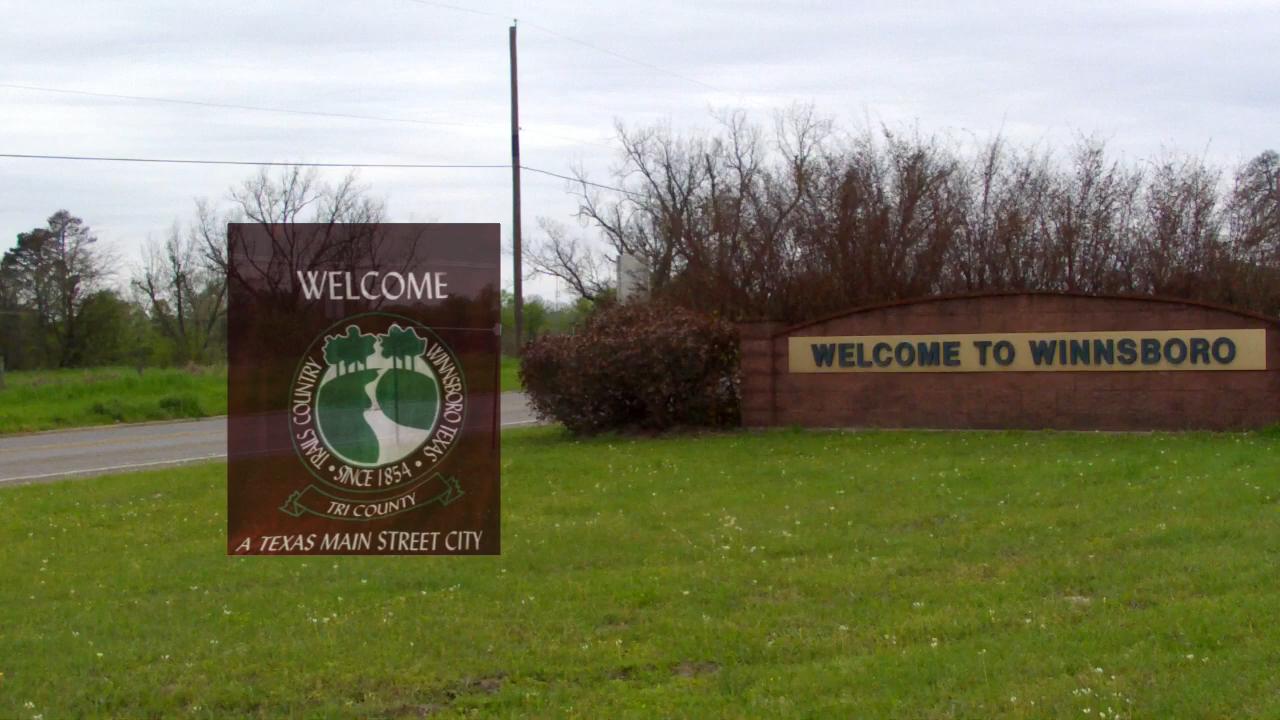 WELCOME
TRAILS COUNTRY
WINNSBORO TEXAS
• SINCE 1854 •
TRI COUNTY
A TEXAS MAIN STREET CITY
WELCOME TO WINNSBORO